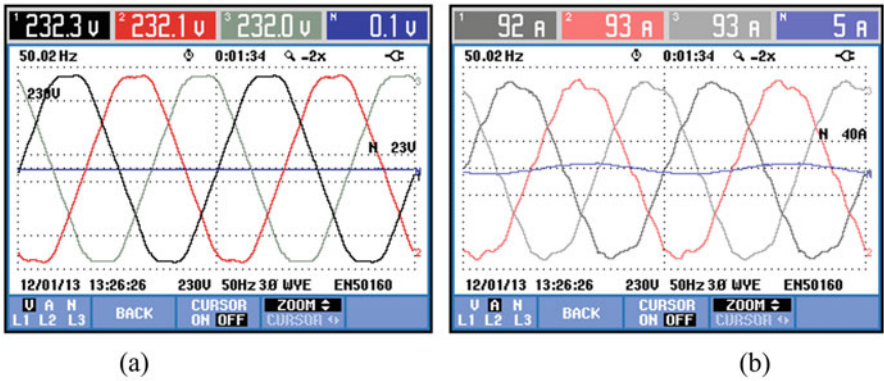 1 232.3 V 2 232.1 V 3 232.0 V N 0.1 V
50.02 Hz 0:01:34 -2x
230V
N 23V
3
N
1
2
12/01/13 13:26:26 230V 50Hz 3Ø WYE EN50160
V A N
L1 L2 L3
BACK
CURSOR
ON OFF
ZOOM
CURSOR
(a)
1 92 A 2 93 A 3 93 A N 5 A
50.02 Hz 0:01:34 -2x
N 40A
12/01/13 13:26:26 230V 50Hz 3Ø WYE EN50160
V A N
L1 L2 L3
BACK
CURSOR
ON OFF
ZOOM
CURSOR
(b)